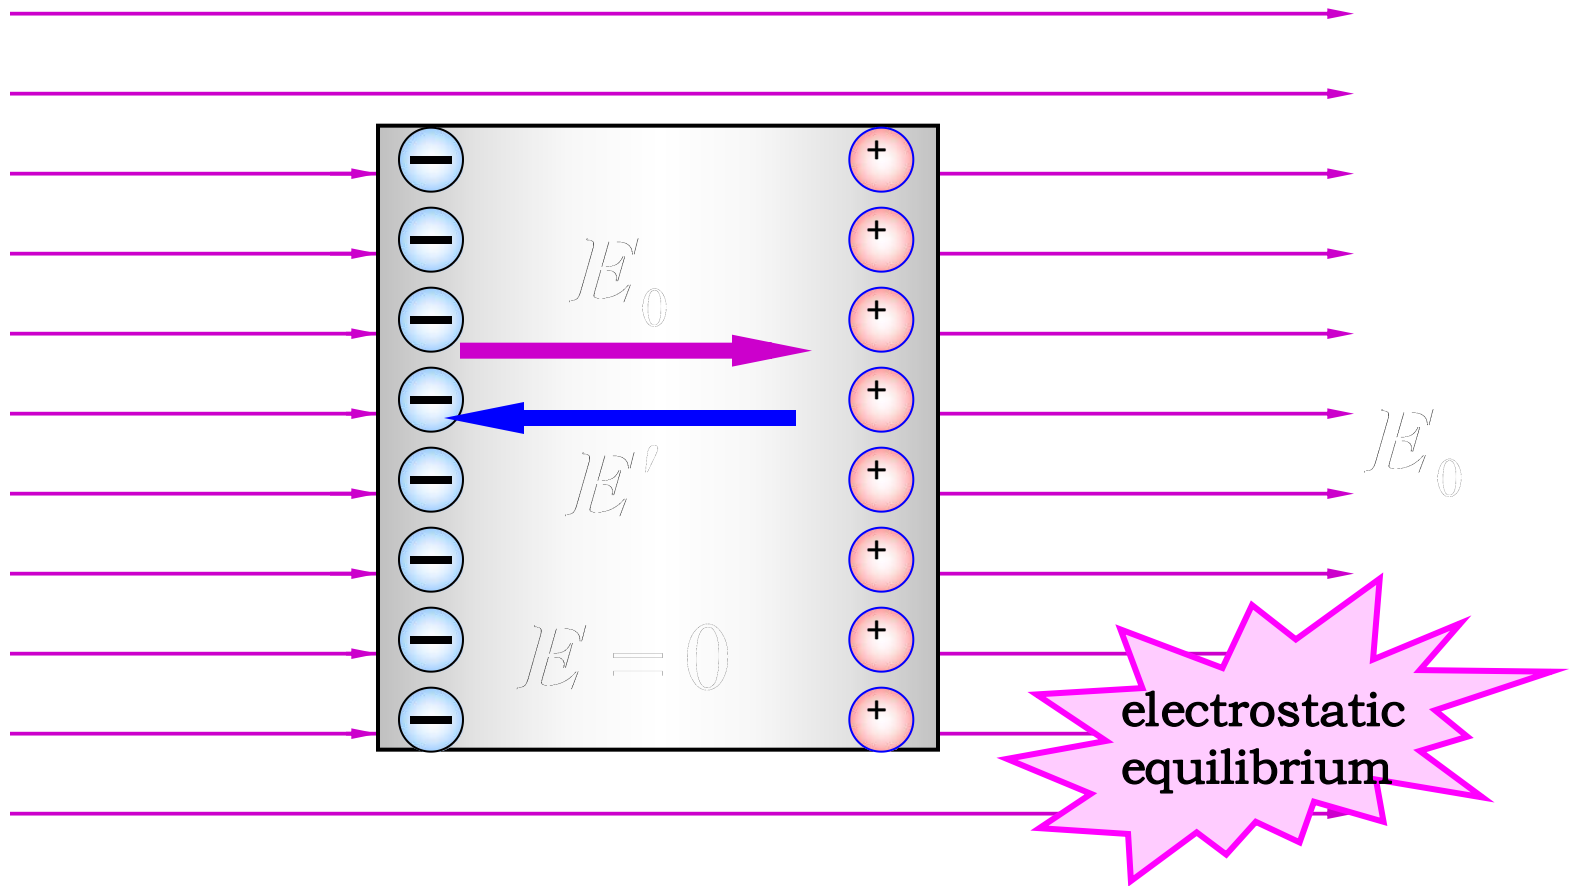 − +
− +
− +
E₀
− +
− +
E′
− +
E₀
− +
− +
E = 0
electrostatic
equilibrium